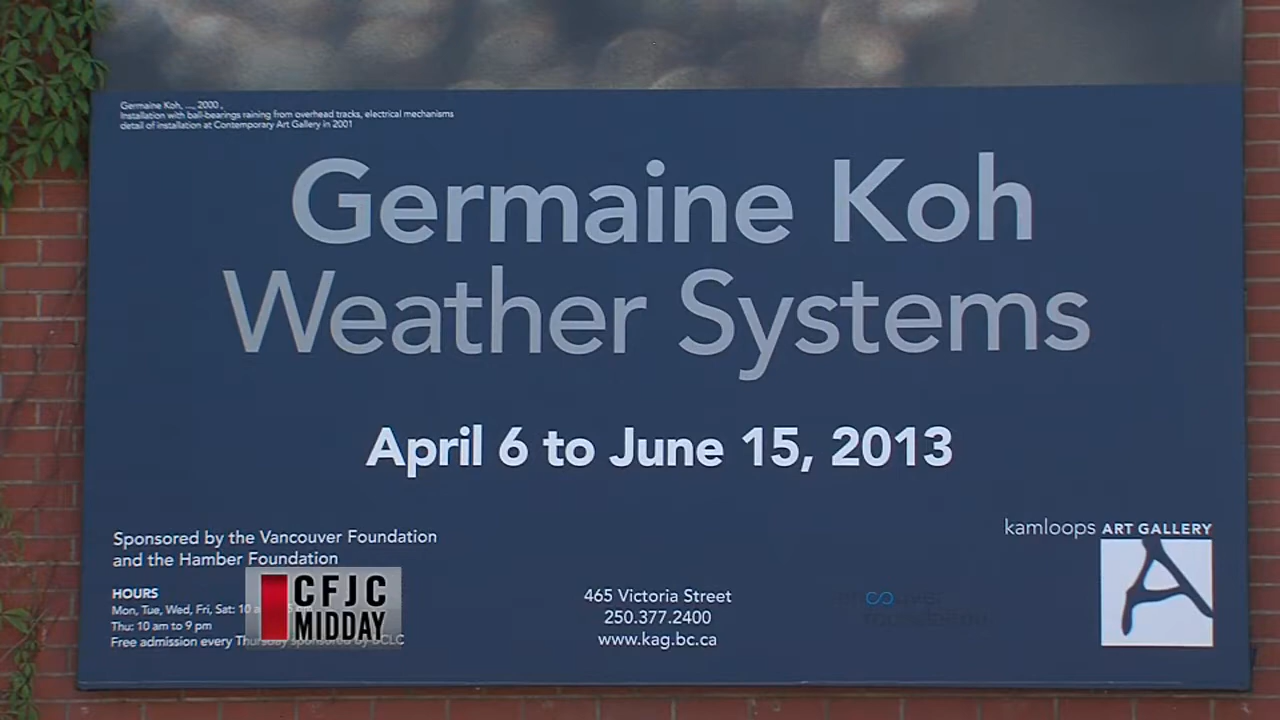 Germaine Koh, ..., 2000 ,
Installation with ball-bearings raining from overhead tracks, electrical mechanisms
detail of installation at Contemporary Art Gallery in 2001
Germaine Koh
Weather Systems
April 6 to June 15, 2013
Sponsored by the Vancouver Foundation
and the Hamber Foundation
HOURS
Mon, Tue, Wed, Fri, Sat: 10
Thu: 10 am to 9 pm
Free admission every Thursday sponsored by BCLC
CFJC
MIDDAY
465 Victoria Street
250.377.2400
www.kag.bc.ca
kamloops ART GALLERY